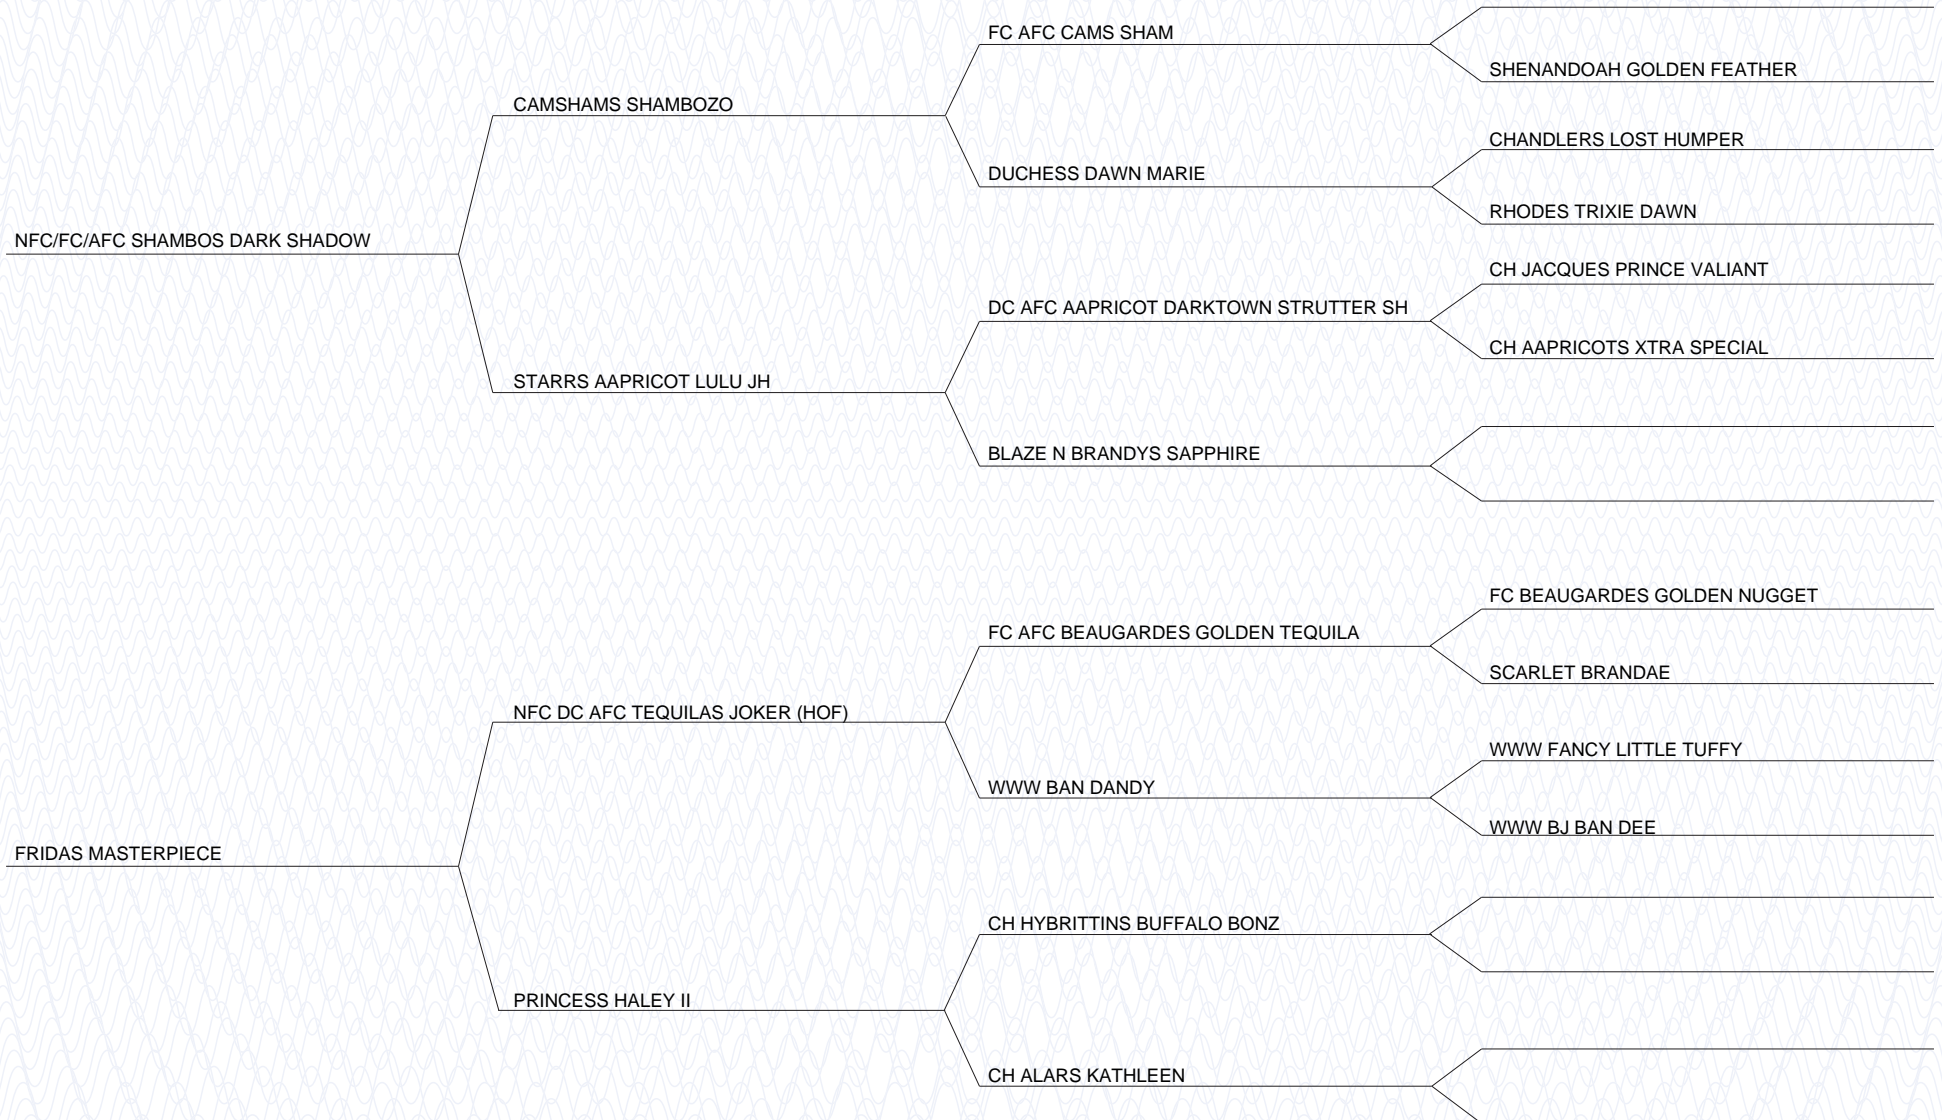 FC AFC CAMS SHAM
SHENANDOAH GOLDEN FEATHER
CAMSHAMS SHAMBOZO
CHANDLERS LOST HUMPER
DUCHESS DAWN MARIE
RHODES TRIXIE DAWN
NFC/FC/AFC SHAMBOS DARK SHADOW
CH JACQUES PRINCE VALIANT
DC AFC AAPRICOT DARKTOWN STRUTTER SH
CH AAPRICOTS XTRA SPECIAL
STARRS AAPRICOT LULU JH
BLAZE N BRANDYS SAPPHIRE
FC BEAUGARDES GOLDEN NUGGET
FC AFC BEAUGARDES GOLDEN TEQUILA
SCARLET BRANDAE
NFC DC AFC TEQUILAS JOKER (HOF)
WWW FANCY LITTLE TUFFY
WWW BAN DANDY
WWW BJ BAN DEE
FRIDAS MASTERPIECE
CH HYBRITTINS BUFFALO BONZ
PRINCESS HALEY II
CH ALARS KATHLEEN